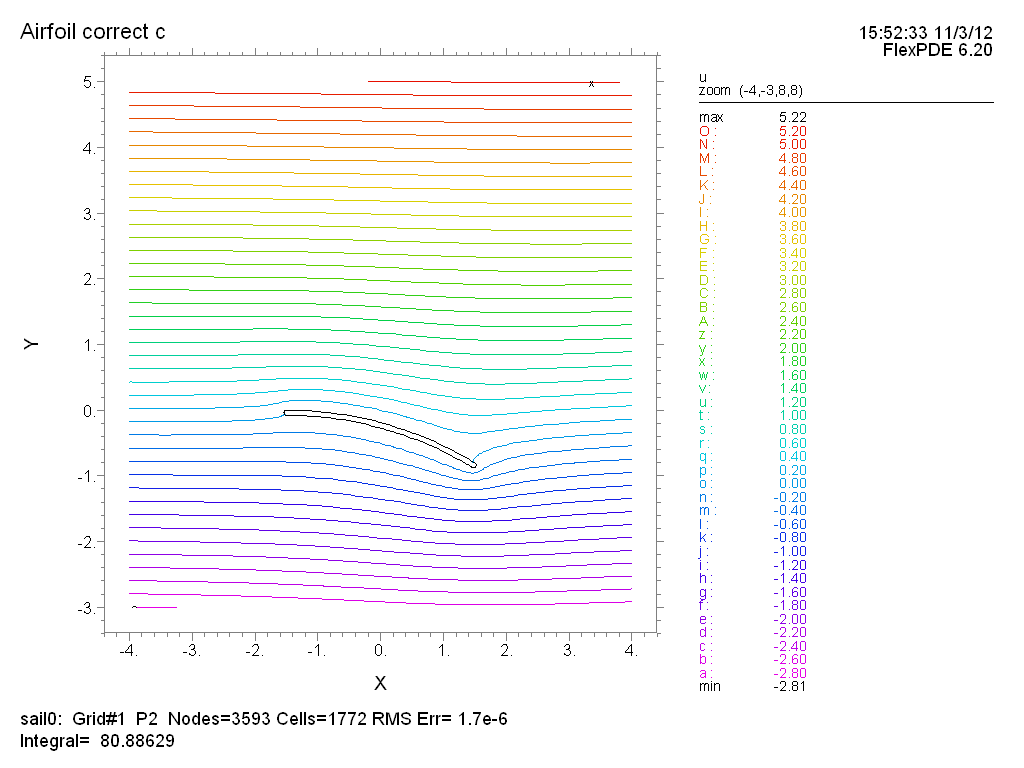 Airfoil correct c
15:52:33 11/3/12
FlexPDE 6.20
u
zoom (-4,-3,8,8)
max 5.22
O : 5.20
N : 5.00
M : 4.80
L : 4.60
K : 4.40
J : 4.20
I : 4.00
H : 3.80
G : 3.60
F : 3.40
E : 3.20
D : 3.00
C : 2.80
B : 2.60
A : 2.40
z : 2.20
y : 2.00
x : 1.80
w : 1.60
v : 1.40
u : 1.20
t : 1.00
s : 0.80
r : 0.60
q : 0.40
p : 0.20
o : 0.00
n : -0.20
m : -0.40
l : -0.60
k : -0.80
j : -1.00
i : -1.20
h : -1.40
g : -1.60
f : -1.80
e : -2.00
d : -2.20
c : -2.40
b : -2.60
a : -2.80
min -2.81
5.
4.
3.
2.
1.
0.
-1.
-2.
-3.
Y
x
o
-4. -3. -2. -1. 0. 1. 2. 3. 4.
X
sail0: Grid#1 P2 Nodes=3593 Cells=1772 RMS Err= 1.7e-6
Integral= 80.88629